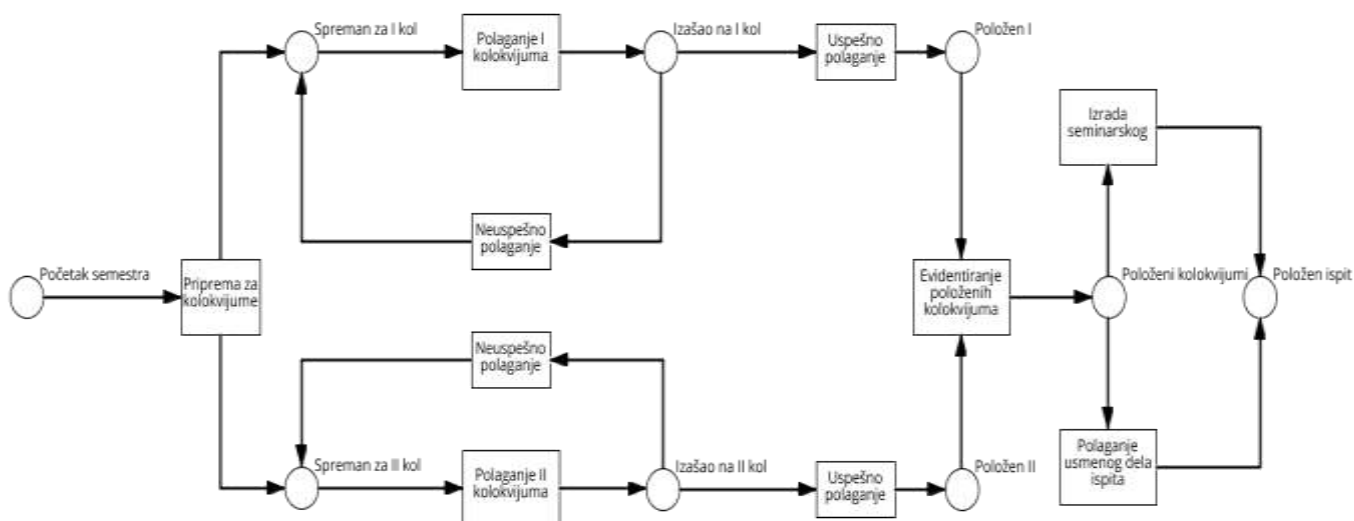 Spreman za I kol
Polaganje I
kolokvijuma
Izašao na I kol
Uspešno
polaganje
Položen I
Izrada
seminarskog
Neuspešno
polaganje
Početak semestra
Priprema za
kolokvijume
Evidentiranje
položenih
kolokvijuma
Položeni kolokvijumi
Položen ispit
Neuspešno
polaganje
Spreman za II kol
Polaganje II
kolokvijuma
Izašao na II kol
Uspešno
polaganje
Položen II
Polaganje
usmenog dela
ispita